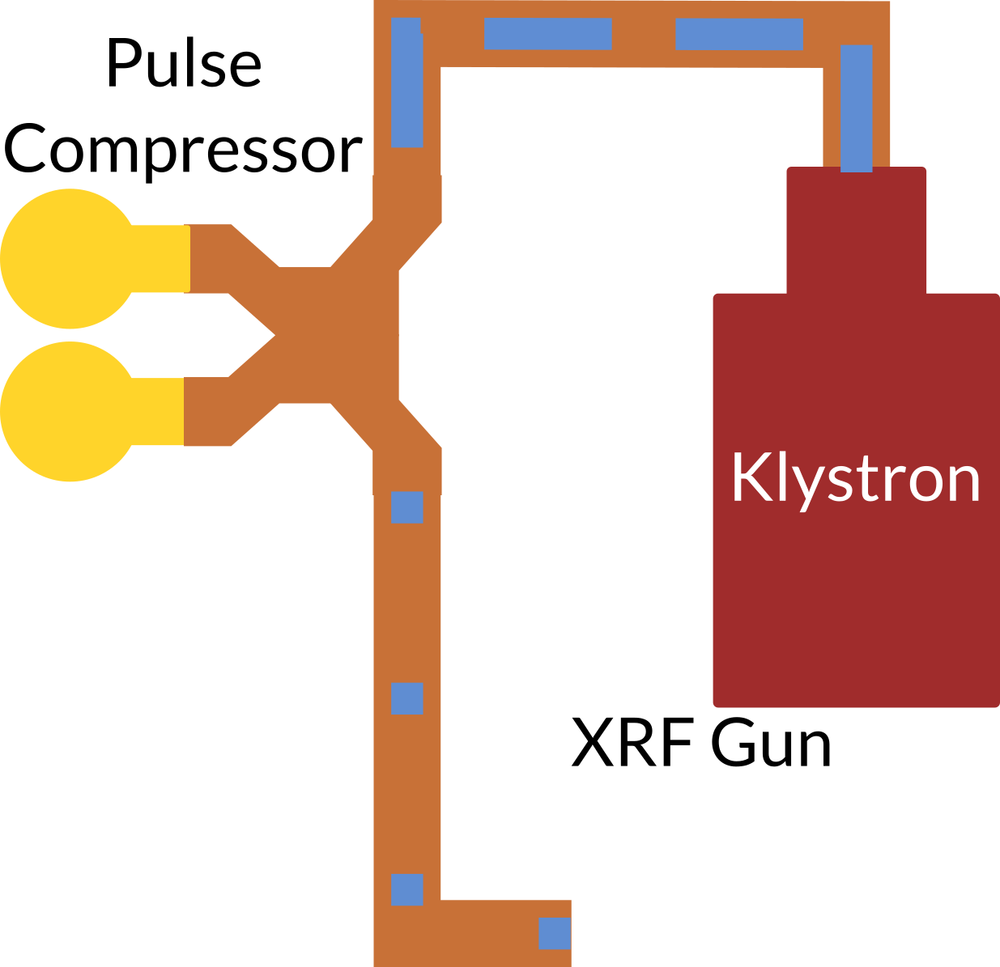 Pulse
Compressor
Klystron
XRF Gun